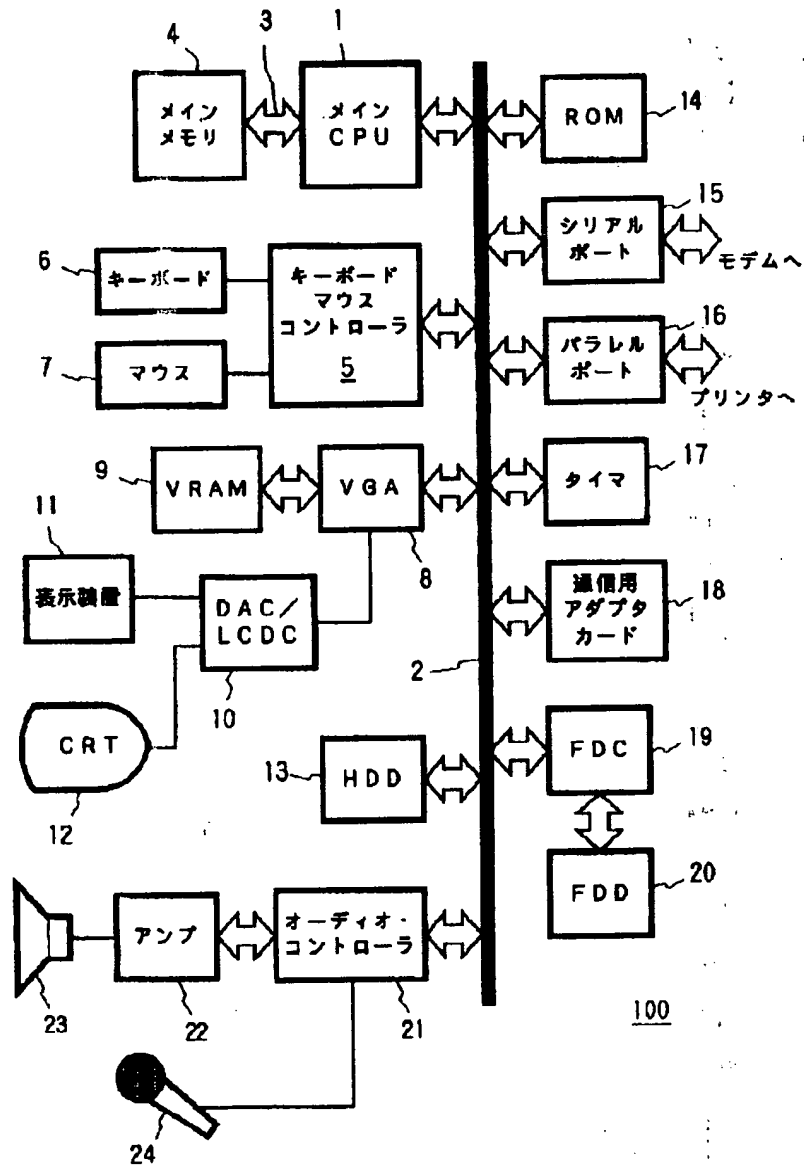 4
3
1
メイン
メモリ
メイン
CPU
ROM
14
15
シリアル
ポート
モデムへ
6
キーボード
キーボード
マウス
コントローラ
5
7
マウス
16
パラレル
ポート
プリンタへ
9
VRAM
VGA
8
17
タイマ
11
表示装置
DAC/
LCDC
10
通信用
アダプタ
カード
18
2
CRT
12
13
HDD
FDC
19
FDD
20
アンプ
22
オーディオ・
コントローラ
21
23
24
100